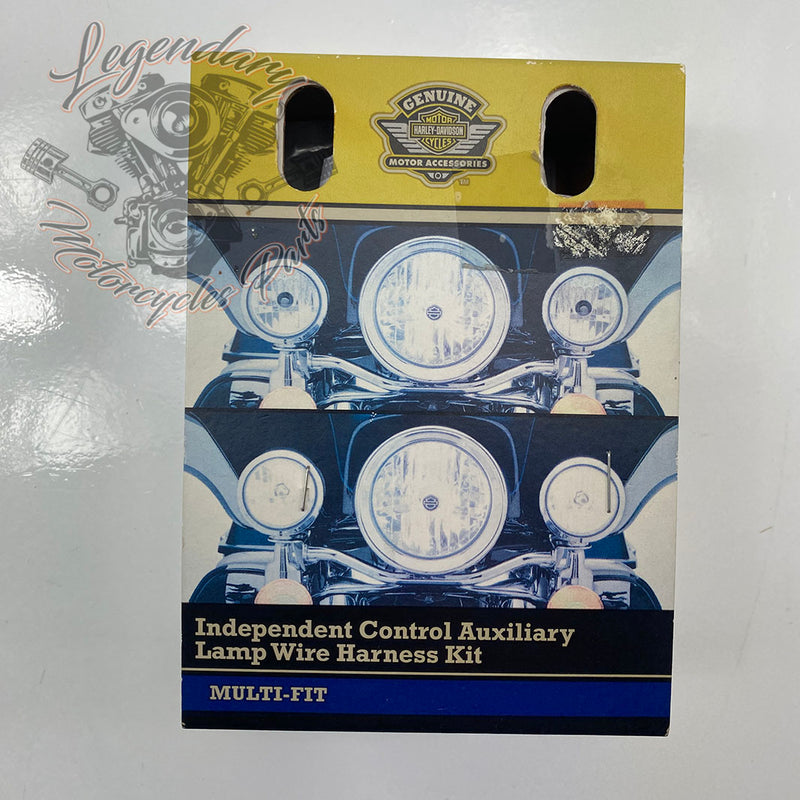 Legendary
Motorcycles Parts
GENUINE
MOTOR
HARLEY-DAVIDSON
CYCLES
MOTOR ACCESSORIES
TM
Independent Control Auxiliary
Lamp Wire Harness Kit
MULTI-FIT